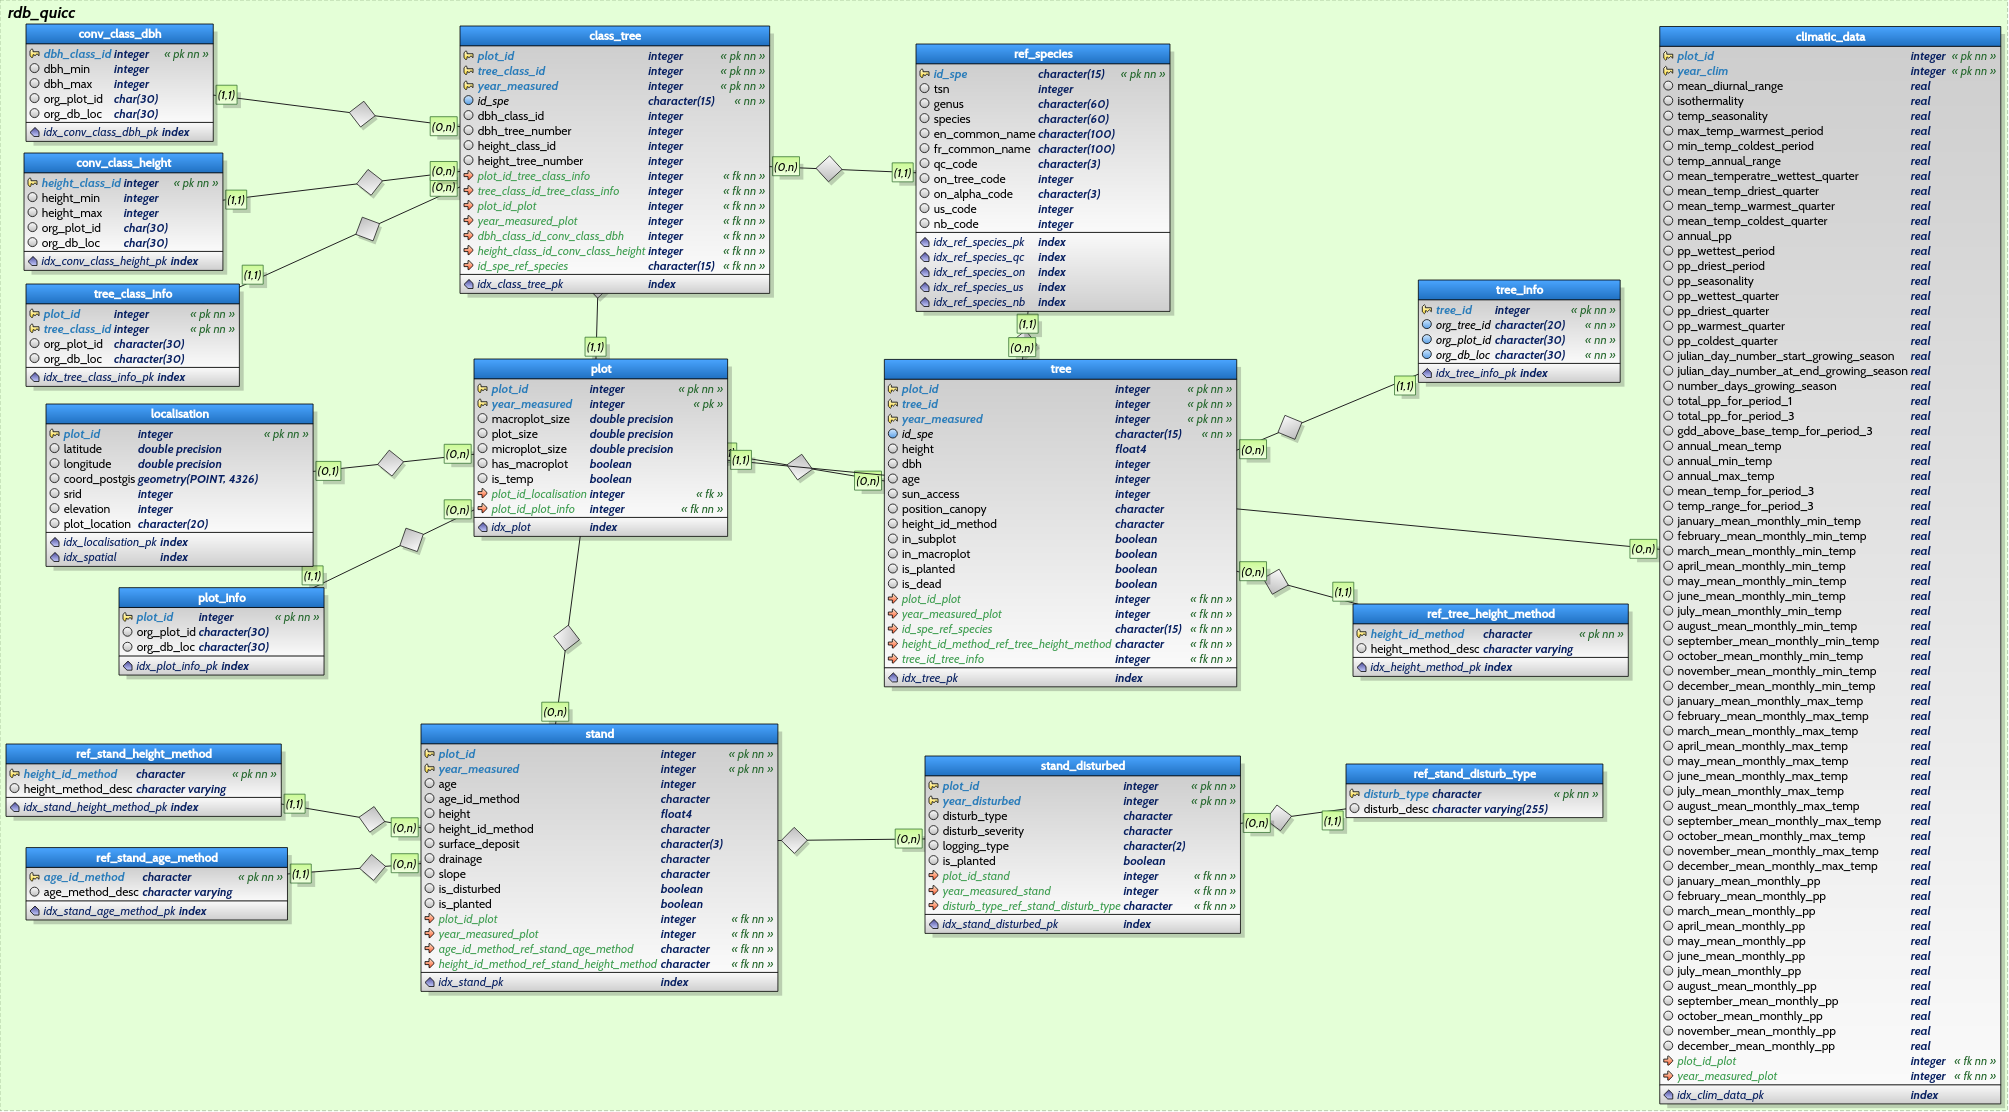 rdb_quicc
conv_class_dbh
dbh_class_id integer « pk nn »
dbh_min integer
dbh_max integer
org_plot_id char(30)
org_db_loc char(30)
idx_conv_class_dbh_pk index
(1,1)
(0,n)
conv_class_height
height_class_id integer « pk nn »
height_min integer
height_max integer
org_plot_id char(30)
org_db_loc char(30)
idx_conv_class_height_pk index
(1,1)
(0,n)
(0,n)
(1,1)
tree_class_info
plot_id integer « pk nn »
tree_class_id integer « pk nn »
org_plot_id character(30)
org_db_loc character(30)
idx_tree_class_info_pk index
class_tree
plot_id integer « pk nn »
tree_class_id integer « pk nn »
year_measured integer « pk nn »
id_spe character(15) « nn »
dbh_class_id integer
dbh_tree_number integer
height_class_id integer
height_tree_number integer
plot_id_tree_class_info integer « fk nn »
tree_class_id_tree_class_info integer « fk nn »
plot_id_plot integer « fk nn »
year_measured_plot integer « fk nn »
dbh_class_id_conv_class_dbh integer « fk nn »
height_class_id_conv_class_height integer « fk nn »
id_spe_ref_species character(15) « fk nn »
idx_class_tree_pk index
(0,n)
(1,1)
(1,1)
ref_species
id_spe character(15) « pk nn »
tsn integer
genus character(60)
species character(60)
en_common_name character(100)
fr_common_name character(100)
qc_code character(3)
on_tree_code integer
on_alpha_code character(3)
us_code integer
nb_code integer
idx_ref_species_pk index
idx_ref_species_qc index
idx_ref_species_on index
idx_ref_species_us index
idx_ref_species_nb index
(1,1)
(0,n)
localisation
plot_id integer « pk nn »
latitude double precision
longitude double precision
coord_postgis geometry(POINT, 4326)
srid integer
elevation integer
plot_location character(20)
idx_localisation_pk index
idx_spatial index
(0,1)
(0,n)
(0,n)
(1,1)
plot_info
plot_id integer « pk nn »
org_plot_id character(30)
org_db_loc character(30)
idx_plot_info_pk index
plot
plot_id integer « pk nn »
year_measured integer « pk »
macroplot_size double precision
plot_size double precision
microplot_size double precision
has_macroplot boolean
is_temp boolean
plot_id_localisation integer « fk »
plot_id_plot_info integer « fk nn »
idx_plot index
(1,1)
(0,n)
(0,n)
tree
plot_id integer « pk nn »
tree_id integer « pk nn »
year_measured integer « pk nn »
id_spe character(15) « nn »
height float4
dbh integer
age integer
sun_access integer
position_canopy character
height_id_method character
in_subplot boolean
in_macroplot boolean
is_planted boolean
is_dead boolean
plot_id_plot integer « fk nn »
year_measured_plot integer « fk nn »
id_spe_ref_species character(15) « fk nn »
height_id_method_ref_tree_height_method character « fk nn »
tree_id_tree_info integer « fk nn »
idx_tree_pk index
(0,n)
(1,1)
tree_info
tree_id integer « pk nn »
org_tree_id character(20) « nn »
org_plot_id character(30) « nn »
org_db_loc character(30) « nn »
idx_tree_info_pk index
(0,n)
(0,n)
(1,1)
ref_tree_height_method
height_id_method character « pk nn »
height_method_desc character varying
idx_height_method_pk index
ref_stand_height_method
height_id_method character « pk nn »
height_method_desc character varying
idx_stand_height_method_pk index
(1,1)
(0,n)
ref_stand_age_method
age_id_method character « pk nn »
age_method_desc character varying
idx_stand_age_method_pk index
(1,1)
(0,n)
stand
plot_id integer « pk nn »
year_measured integer « pk nn »
age integer
age_id_method character
height float4
height_id_method character
surface_deposit character(3)
drainage character
slope character
is_disturbed boolean
is_planted boolean
plot_id_plot integer « fk nn »
year_measured_plot integer « fk nn »
age_id_method_ref_stand_age_method character « fk nn »
height_id_method_ref_stand_height_method character « fk nn »
idx_stand_pk index
(0,n)
stand_disturbed
plot_id integer « pk nn »
year_disturbed integer « pk nn »
disturb_type character
disturb_severity character
logging_type character(2)
is_planted boolean
plot_id_stand integer « fk nn »
year_measured_stand integer « fk nn »
disturb_type_ref_stand_disturb_type character « fk nn »
idx_stand_disturbed_pk index
(0,n)
(1,1)
ref_stand_disturb_type
disturb_type character « pk nn »
disturb_desc character varying(255)
climatic_data
plot_id integer « pk nn »
year_clim integer « pk nn »
mean_diurnal_range real
isothermality real
temp_seasonality real
max_temp_warmest_period real
min_temp_coldest_period real
temp_annual_range real
mean_temperatre_wettest_quarter real
mean_temp_driest_quarter real
mean_temp_warmest_quarter real
mean_temp_coldest_quarter real
annual_pp real
pp_wettest_period real
pp_driest_period real
pp_seasonality real
pp_wettest_quarter real
pp_driest_quarter real
pp_warmest_quarter real
pp_coldest_quarter real
julian_day_number_start_growing_season real
julian_day_number_at_end_growing_season real
number_days_growing_season real
total_pp_for_period_1 real
total_pp_for_period_3 real
gdd_above_base_temp_for_period_3 real
annual_mean_temp real
annual_min_temp real
annual_max_temp real
mean_temp_for_period_3 real
temp_range_for_period_3 real
january_mean_monthly_min_temp real
february_mean_monthly_min_temp real
march_mean_monthly_min_temp real
april_mean_monthly_min_temp real
may_mean_monthly_min_temp real
june_mean_monthly_min_temp real
july_mean_monthly_min_temp real
august_mean_monthly_min_temp real
september_mean_monthly_min_temp real
october_mean_monthly_min_temp real
november_mean_monthly_min_temp real
december_mean_monthly_min_temp real
january_mean_monthly_max_temp real
february_mean_monthly_max_temp real
march_mean_monthly_max_temp real
april_mean_monthly_max_temp real
may_mean_monthly_max_temp real
june_mean_monthly_max_temp real
july_mean_monthly_max_temp real
august_mean_monthly_max_temp real
september_mean_monthly_max_temp real
october_mean_monthly_max_temp real
november_mean_monthly_max_temp real
december_mean_monthly_max_temp real
january_mean_monthly_pp real
february_mean_monthly_pp real
march_mean_monthly_pp real
april_mean_monthly_pp real
may_mean_monthly_pp real
june_mean_monthly_pp real
july_mean_monthly_pp real
august_mean_monthly_pp real
september_mean_monthly_pp real
october_mean_monthly_pp real
november_mean_monthly_pp real
december_mean_monthly_pp real
plot_id_plot integer « fk nn »
year_measured_plot integer « fk nn »
idx_clim_data_pk index